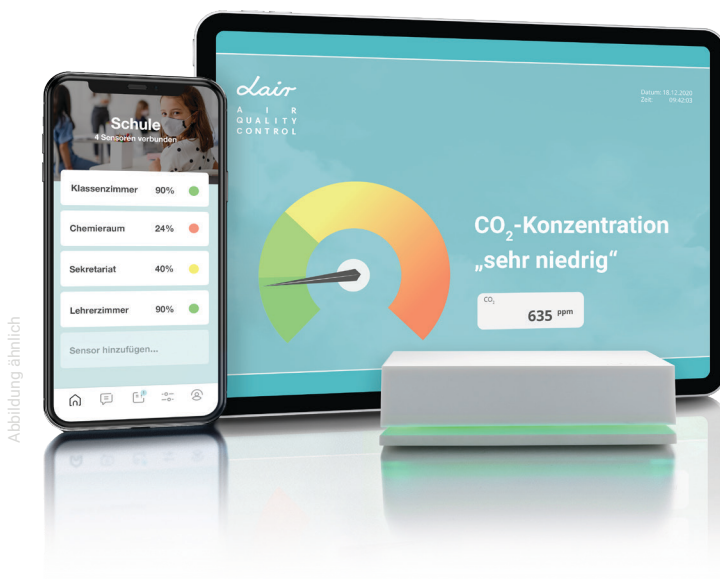 Schule
4 Sensoren verbunden
Klassenzimmer 90%
Chemieraum 24%
Sekretariat 40%
Lehrerzimmer 90%
Sensor hinzufügen...
Lair
AIR
QUALITY
CONTROL
Datum: 18.12.2020
Zeit: 09:42:03
CO₂-Konzentration
„sehr niedrig“
CO₂
635 ppm
Abbildung ähnlich